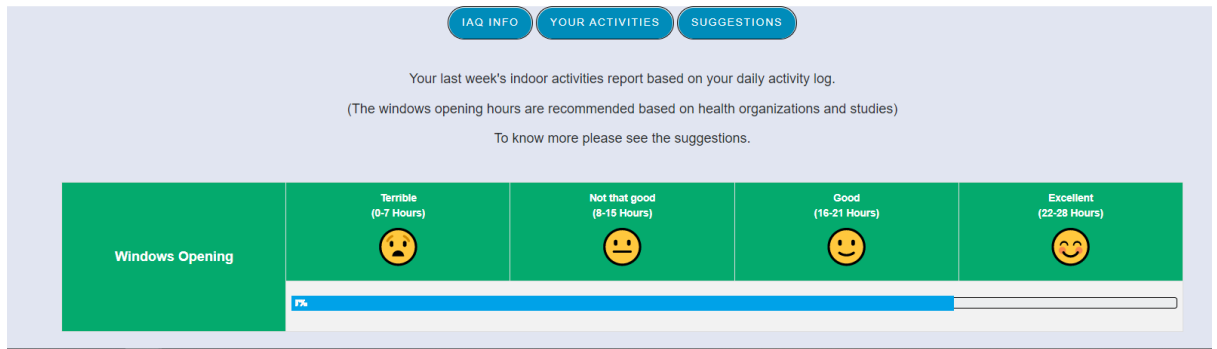 IAQ INFO YOUR ACTIVITIES SUGGESTIONS
Your last week's indoor activities report based on your daily activity log.
(The windows opening hours are recommended based on health organizations and studies)
To know more please see the suggestions.
Windows Opening
Terrible
(0-7 Hours)
Not that good
(8-15 Hours)
Good
(16-21 Hours)
Excellent
(22-28 Hours)